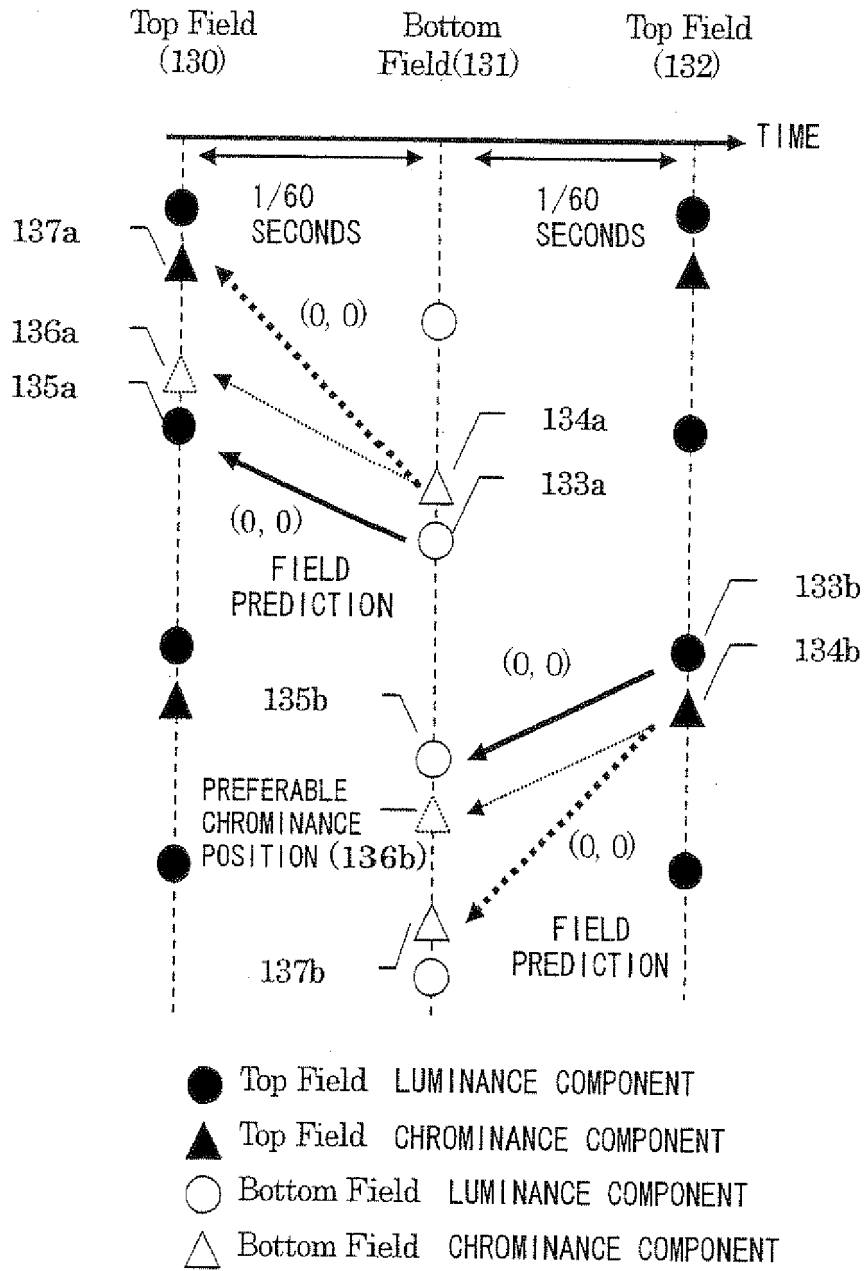 Top Field
(130)
Bottom
Field(131)
Top Field
(132)
TIME
1/60
SECONDS
1/60
SECONDS
137a
(0, 0)
136a
135a
134a
133a
(0, 0)
FIELD
PREDICTION
133b
134b
(0, 0)
135b
PREFERABLE
CHROMINANCE
POSITION (136b)
(0, 0)
FIELD
PREDICTION
137b
Top Field LUMINANCE COMPONENT
Top Field CHROMINANCE COMPONENT
Bottom Field LUMINANCE COMPONENT
Bottom Field CHROMINANCE COMPONENT